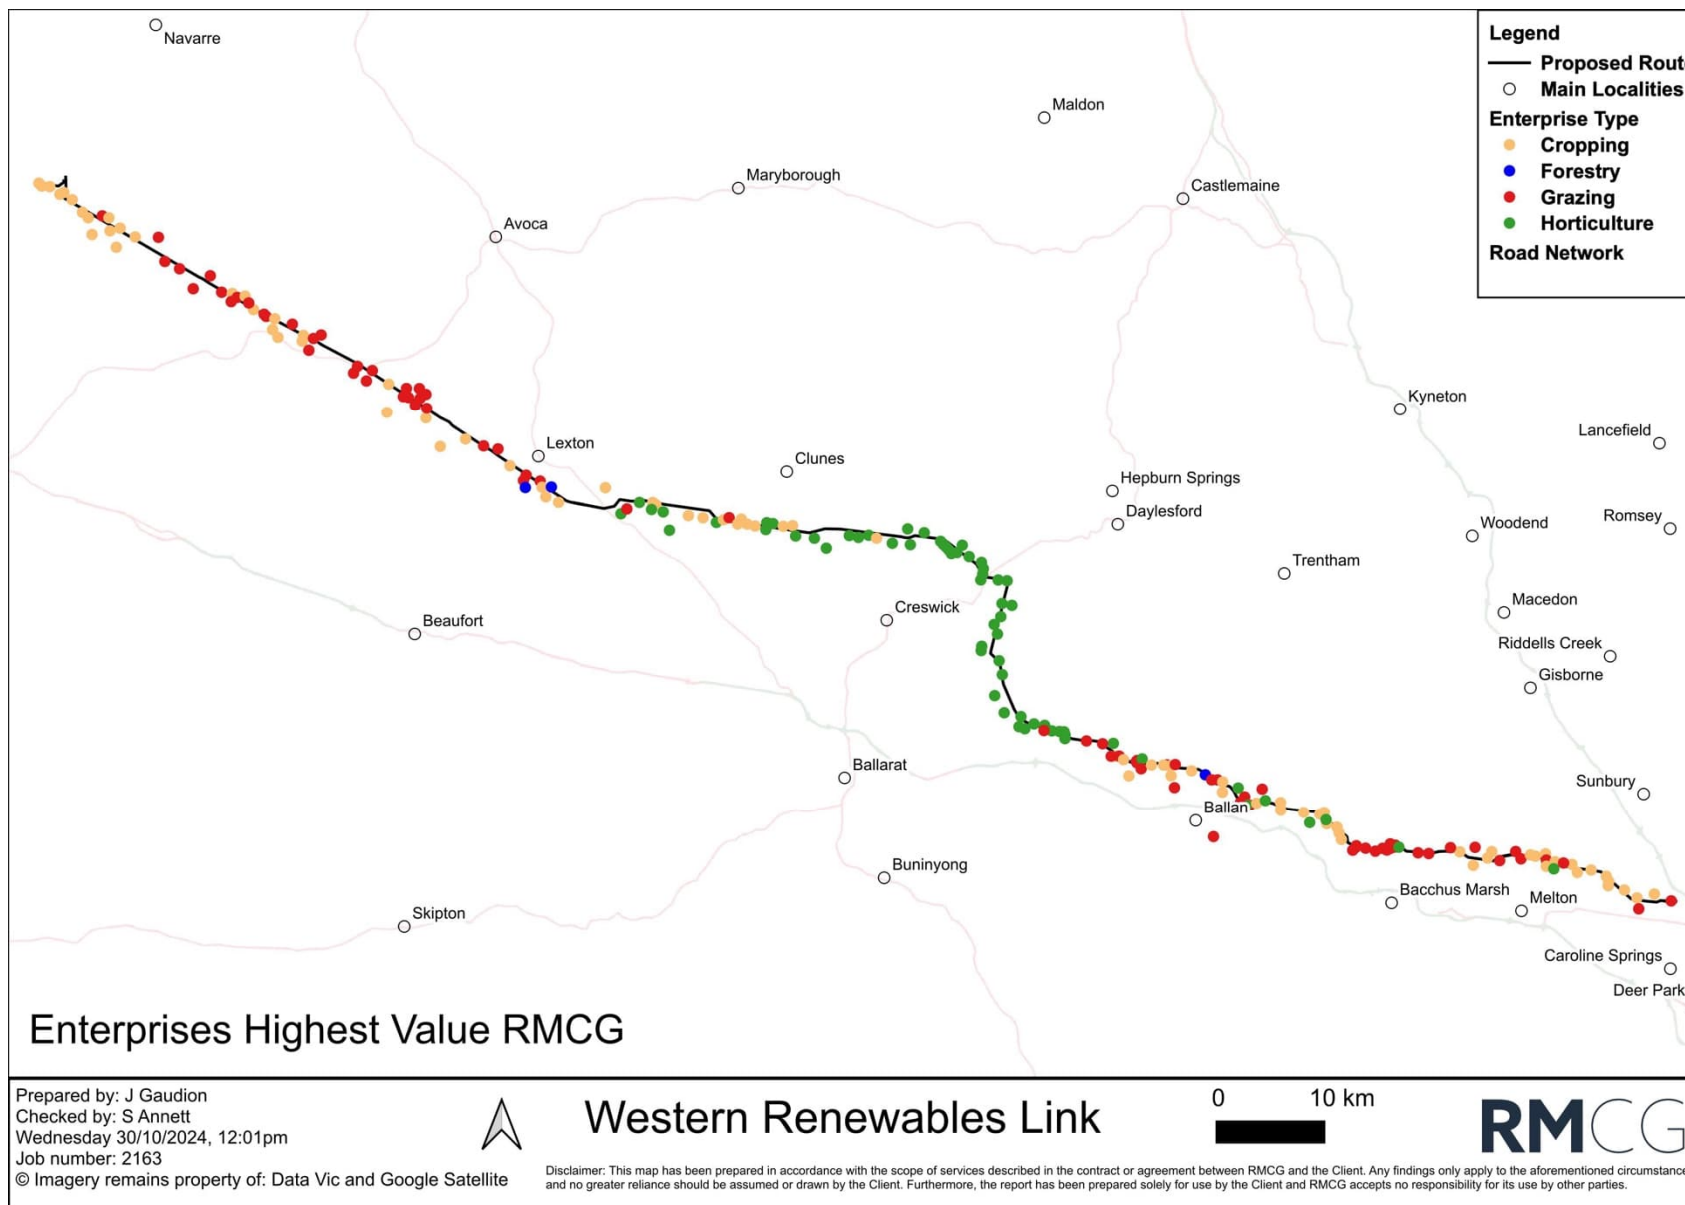 Navarre
Maldon
Maryborough
Castlemaine
Avoca
Kyneton
Lancefield
Lexton
Clunes
Hepburn Springs
Daylesford
Woodend
Romsey
Trentham
Macedon
Creswick
Beaufort
Riddells Creek
Gisborne
Ballarat
Sunbury
Ballan
Buninyong
Bacchus Marsh
Melton
Skipton
Caroline Springs
Deer Park
Legend
Proposed Rout
Main Localities
Enterprise Type
Cropping
Forestry
Grazing
Horticulture
Road Network
Enterprises Highest Value RMCG
Prepared by: J Gaudion
Checked by: S Annett
Wednesday 30/10/2024, 12:01pm
Job number: 2163
© Imagery remains property of: Data Vic and Google Satellite
Western Renewables Link
0 10 km
RMCG
Disclaimer: This map has been prepared in accordance with the scope of services described in the contract or agreement between RMCG and the Client. Any findings only apply to the aforementioned circumstance
and no greater reliance should be assumed or drawn by the Client. Furthermore, the report has been prepared solely for use by the Client and RMCG accepts no responsibility for its use by other parties.